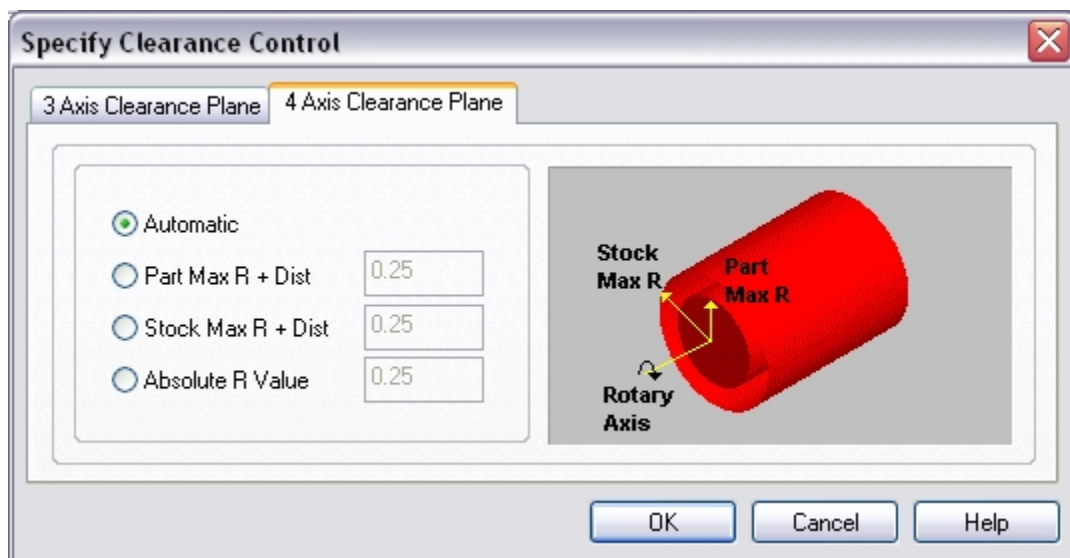 Specify Clearance Control
3 Axis Clearance Plane
4 Axis Clearance Plane
Automatic
Part Max R + Dist
0.25
Stock Max R + Dist
0.25
Absolute R Value
0.25
Stock
Max R
Part
Max R
Rotary
Axis
OK
Cancel
Help